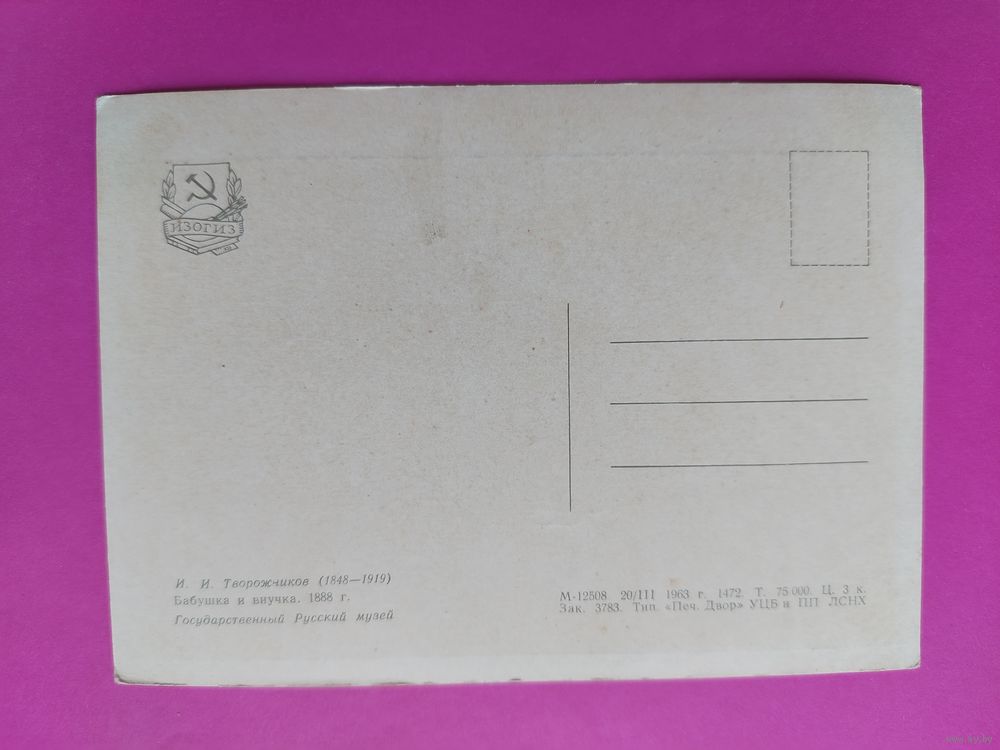 ИЗОГИЗ
И. И. Творожников (1848—1919)
Бабушка и внучка. 1888 г.
Государственный Русский музей
М-12508 20/III 1963 г. 1472. Т. 75 000. Ц. 3 к.
Зак. 3783. Тип. «Печ. Двор» УЦБ и ПП ЛСНХ